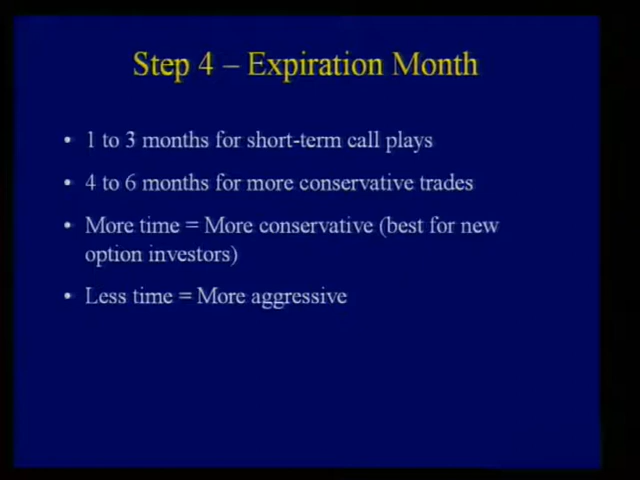 Step 4 – Expiration Month
• 1 to 3 months for short-term call plays
• 4 to 6 months for more conservative trades
• More time = More conservative (best for new
option investors)
• Less time = More aggressive